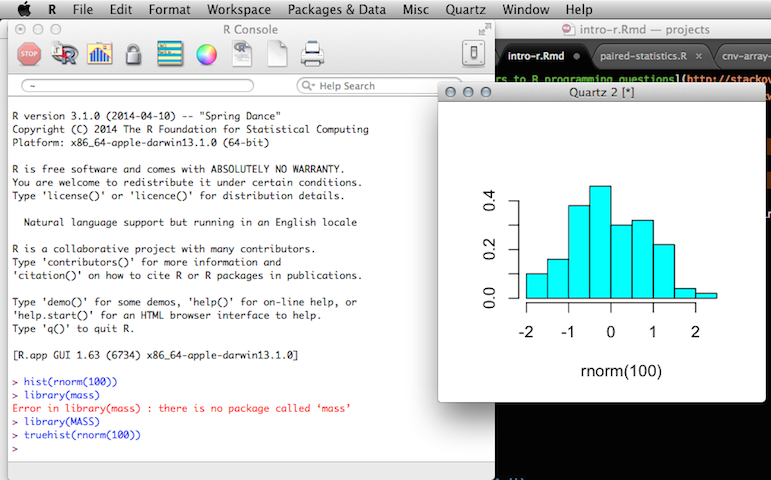 R File Edit Format Workspace Packages & Data Misc Quartz Window Help
R Console
STOP
~
Help Search
R version 3.1.0 (2014-04-10) -- "Spring Dance"
Copyright (C) 2014 The R Foundation for Statistical Computing
Platform: x86_64-apple-darwin13.1.0 (64-bit)
R is free software and comes with ABSOLUTELY NO WARRANTY.
You are welcome to redistribute it under certain conditions.
Type 'license()' or 'licence()' for distribution details.
Natural language support but running in an English locale
R is a collaborative project with many contributors.
Type 'contributors()' for more information and
'citation()' on how to cite R or R packages in publications.
Type 'demo()' for some demos, 'help()' for on-line help, or
'help.start()' for an HTML browser interface to help.
Type 'q()' to quit R.
[R.app GUI 1.63 (6734) x86_64-apple-darwin13.1.0]
> hist(rnorm(100))
> library(mass)
Error in library(mass) : there is no package called ‘mass’
> library(MASS)
> truehist(rnorm(100))
>
intro-r.Rmd — projects
intro-r.Rmd
paired-statistics.R ×
cnv-array-
to R programming questions](http://stackov
Quartz 2 [*]
0.4
0.2
0.0
-2 -1 0 1 2
rnorm(100)